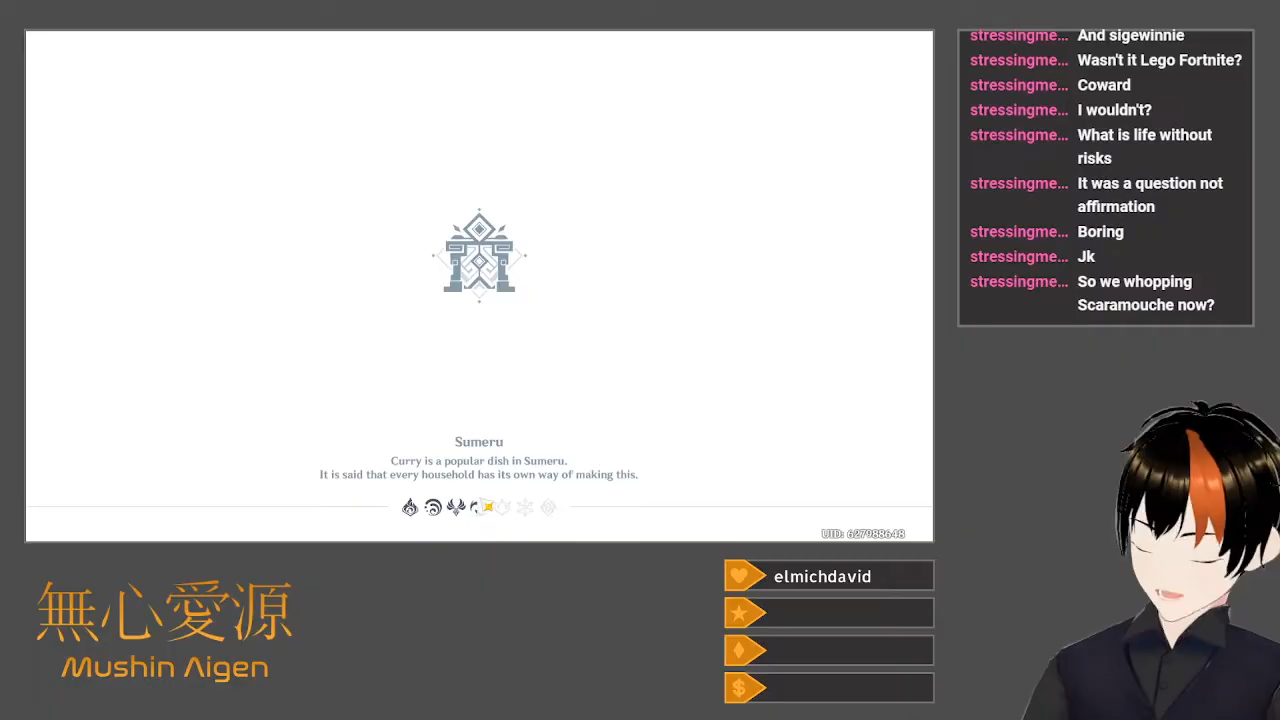 Sumeru
Curry is a popular dish in Sumeru.
It is said that every household has its own way of making this.
UID: 627988648
stressingme... And sigewinnie
stressingme... Wasn't it Lego Fortnite?
stressingme... Coward
stressingme... I wouldn't?
stressingme... What is life without
risks
stressingme... It was a question not
affirmation
stressingme... Boring
stressingme... Jk
stressingme... So we whopping
Scaramouche now?
無心愛源
Mushin Aigen
elmichdavid
$